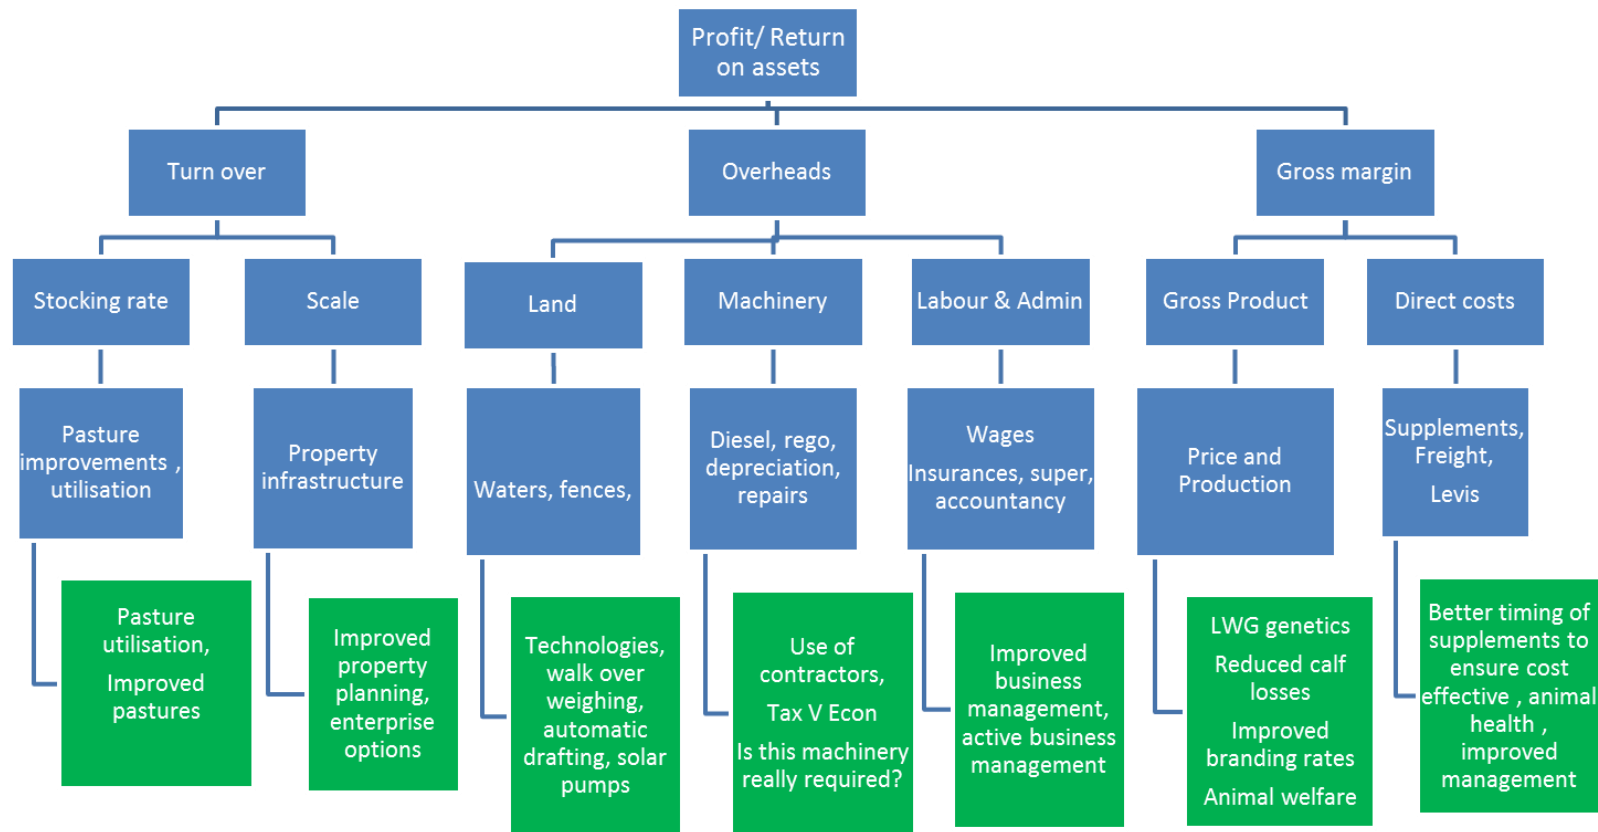 Profit/ Return
on assets
Turn over
Overheads
Gross margin
Stocking rate
Scale
Land
Machinery
Labour & Admin
Gross Product
Direct costs
Pasture
improvements ,
utilisation
Property
infrastructure
Waters, fences,
Diesel, rego,
depreciation,
repairs
Wages
Insurances, super,
accountancy
Price and
Production
Supplements,
Freight,
Levis
Pasture
utilisation,
Improved
pastures
Improved
property
planning,
enterprise
options
Technologies,
walk over
weighing,
automatic
drafting, solar
pumps
Use of
contractors,
Tax V Econ
Is this machinery
really required?
Improved
business
management,
active business
management
LWG genetics
Reduced calf
losses
Improved
branding rates
Animal welfare
Better timing of
supplements to
ensure cost
effective , animal
health ,
improved
management